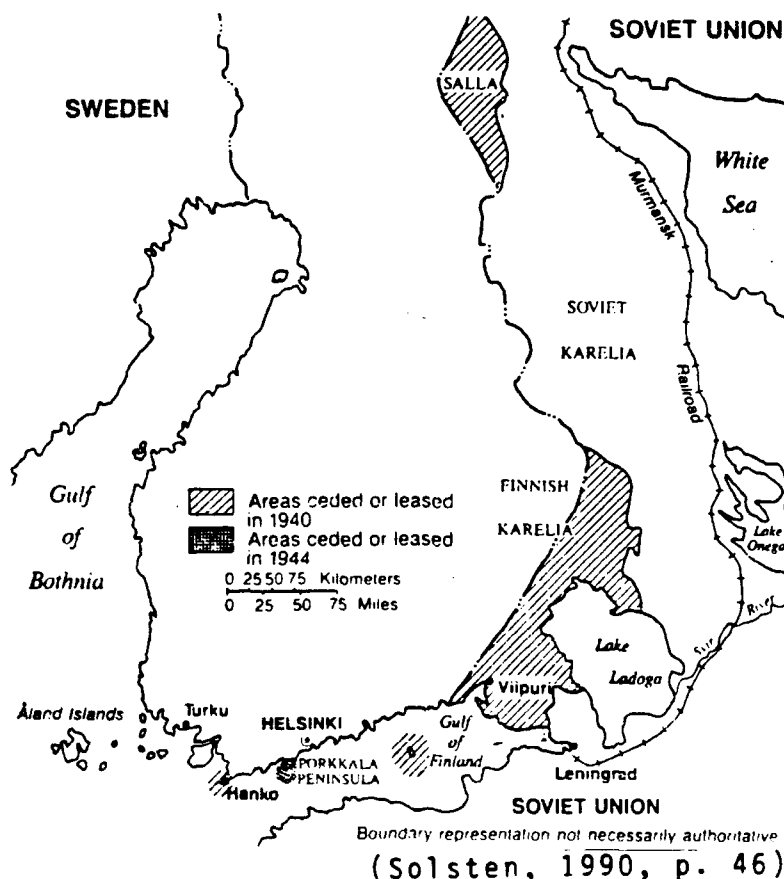 SOVIET UNION
SALLA
SWEDEN
White
Sea
Murmansk
SOVIET
KARELIA
Railroad
Gulf
of
Bothnia
Areas ceded or leased
in 1940
Areas ceded or leased
in 1944
0 25 50 75 Kilometers
0 25 50 75 Miles
FINNISH
KARELIA
Lake
Onega
Svir River
Lake
Ladoga
Viipuri
Åland Islands
Turku
HELSINKI
Gulf
of
Finland
PORKKALA
PENINSULA
Hanko
Leningrad
SOVIET UNION
Boundary representation not necessarily authoritative
(Solsten, 1990, p. 46)